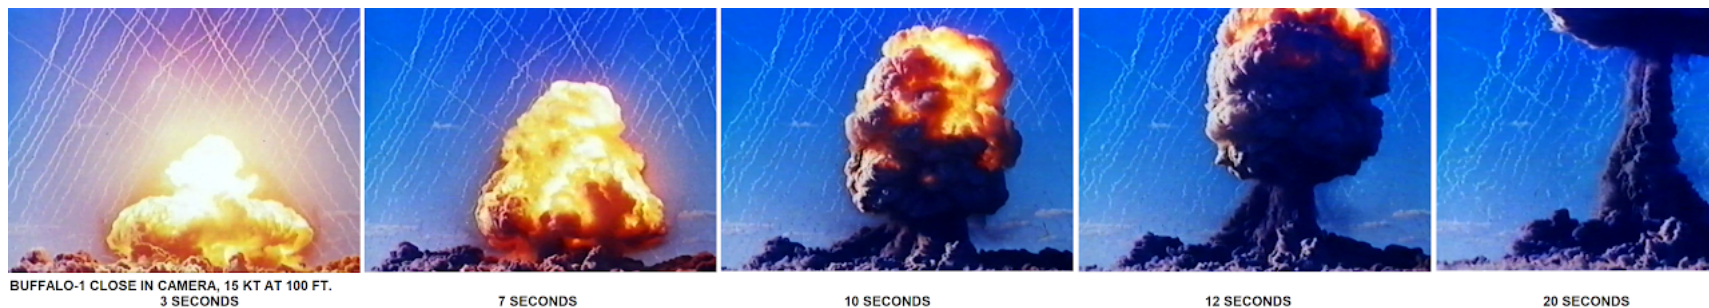 BUFFALO-1 CLOSE IN CAMERA, 15 KT AT 100 FT.
3 SECONDS
7 SECONDS
10 SECONDS
12 SECONDS
20 SECONDS